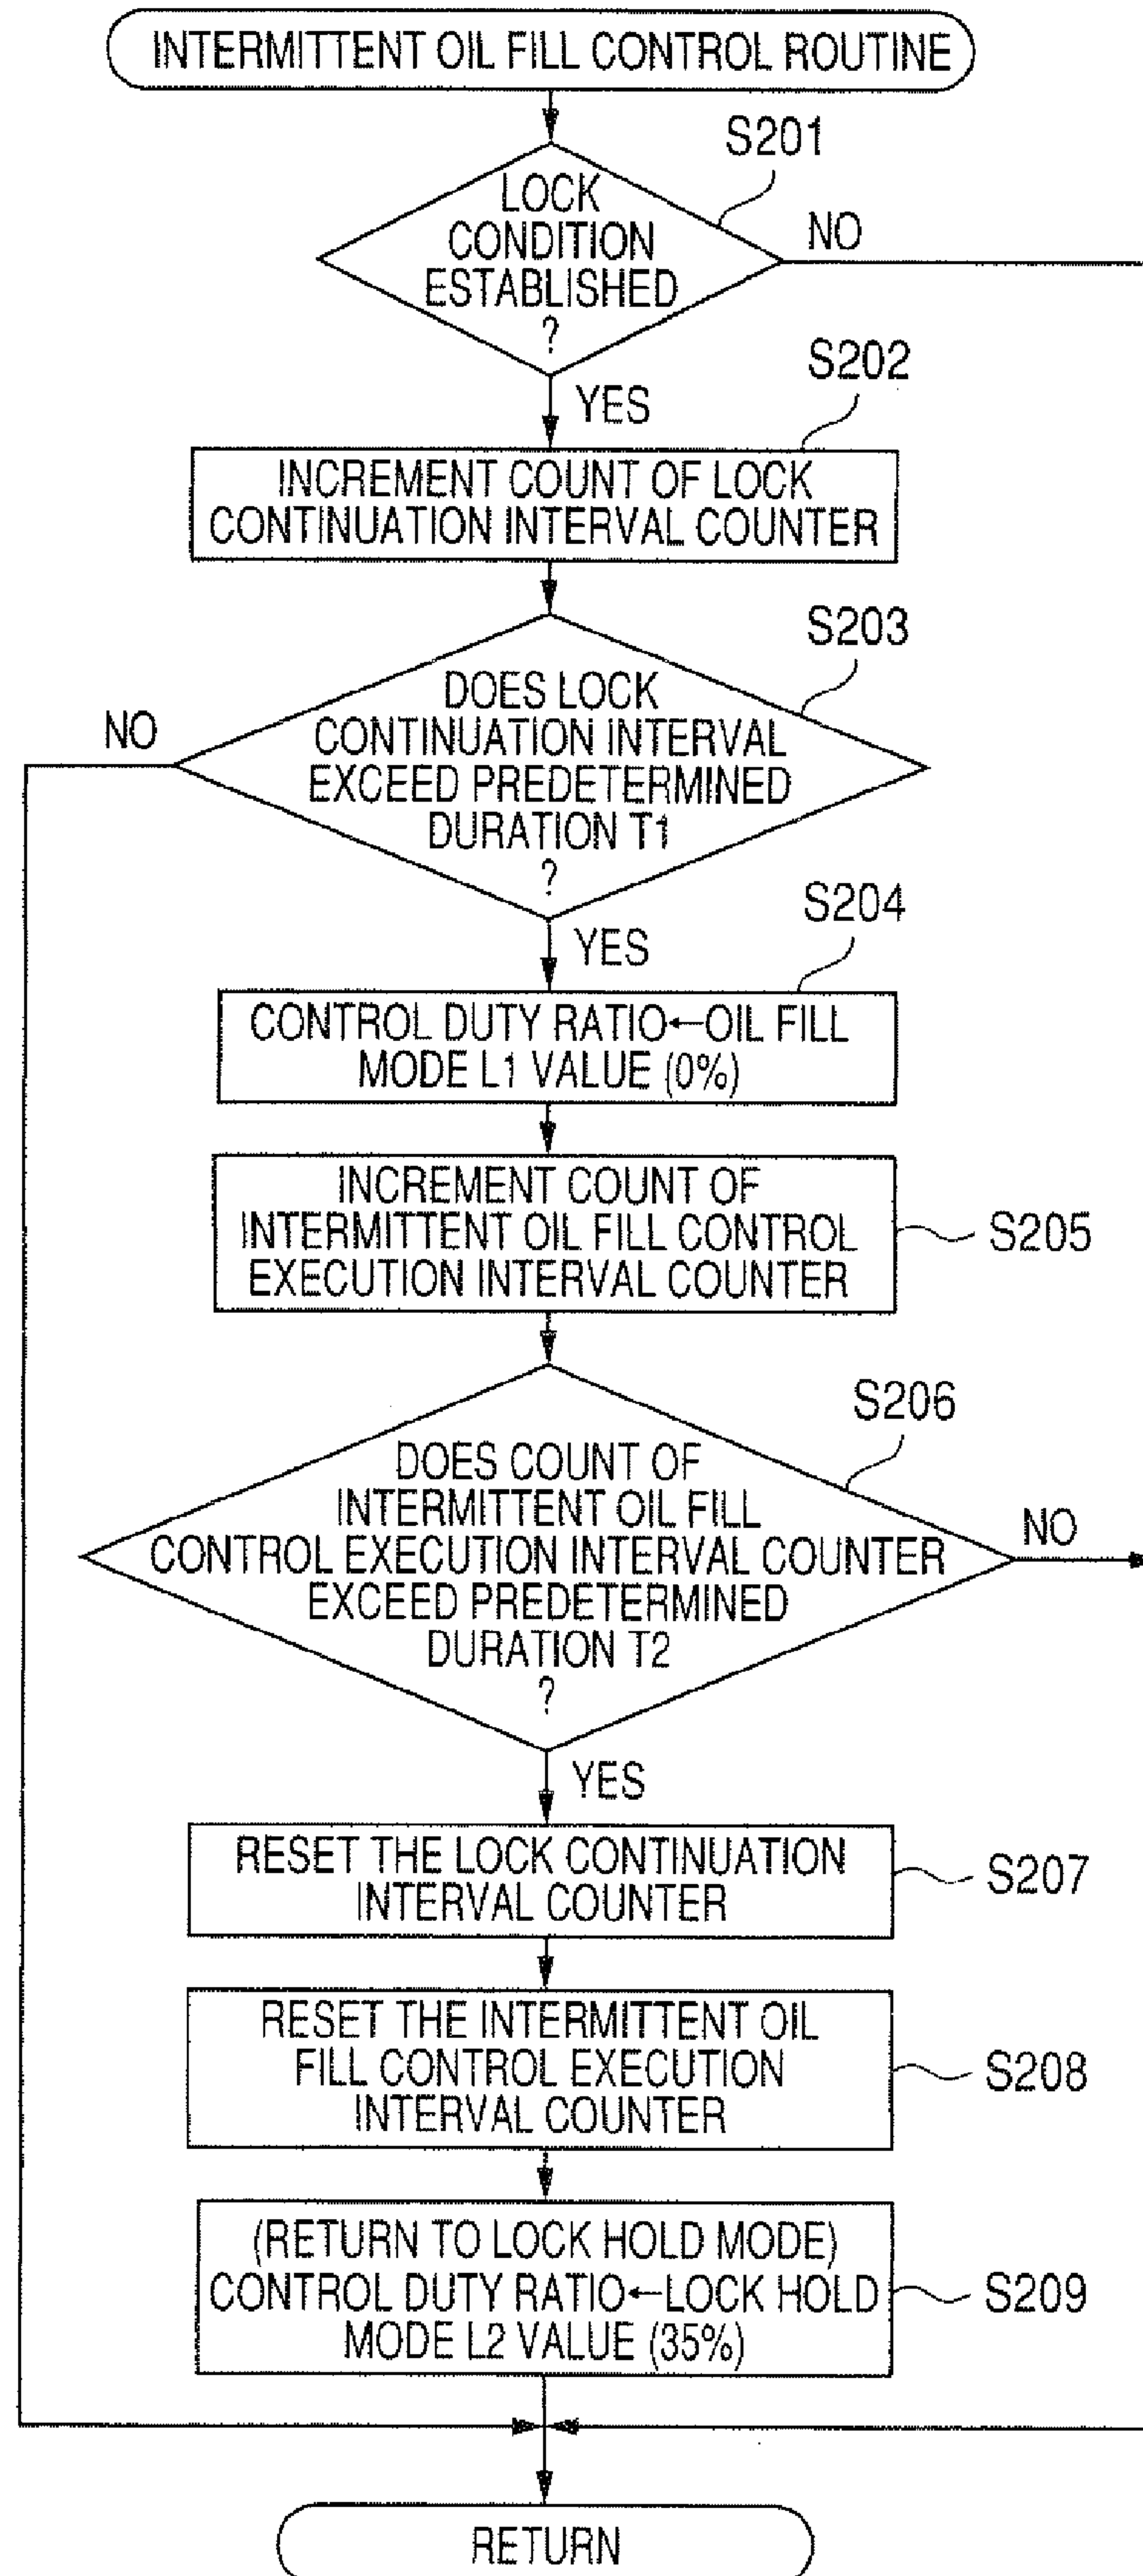 INTERMITTENT OIL FILL CONTROL ROUTINE
S201
LOCK
CONDITION
ESTABLISHED
?
NO
YES
S202
INCREMENT COUNT OF LOCK
CONTINUATION INTERVAL COUNTER
S203
DOES LOCK
CONTINUATION INTERVAL
EXCEED PREDETERMINED
DURATION T1
?
NO
YES
S204
CONTROL DUTY RATIO←OIL FILL
MODE L1 VALUE (0%)
INCREMENT COUNT OF
INTERMITTENT OIL FILL CONTROL
EXECUTION INTERVAL COUNTER
S205
S206
DOES COUNT OF
INTERMITTENT OIL FILL
CONTROL EXECUTION INTERVAL COUNTER
EXCEED PREDETERMINED
DURATION T2
?
NO
YES
RESET THE LOCK CONTINUATION
INTERVAL COUNTER
S207
RESET THE INTERMITTENT OIL
FILL CONTROL EXECUTION
INTERVAL COUNTER
S208
(RETURN TO LOCK HOLD MODE)
CONTROL DUTY RATIO←LOCK HOLD
MODE L2 VALUE (35%)
S209
RETURN